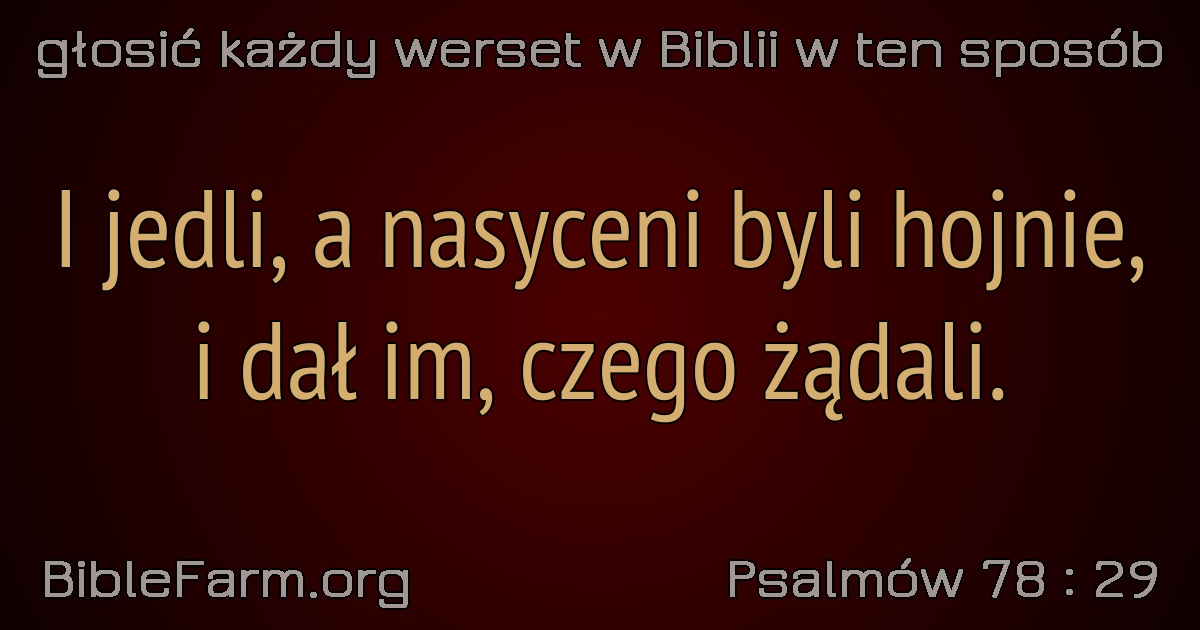 głosić każdy werset w Biblii w ten sposób
I jedli, a nasyceni byli hojnie,
i dał im, czego żądali.
BibleFarm.org
Psalmów 78 : 29